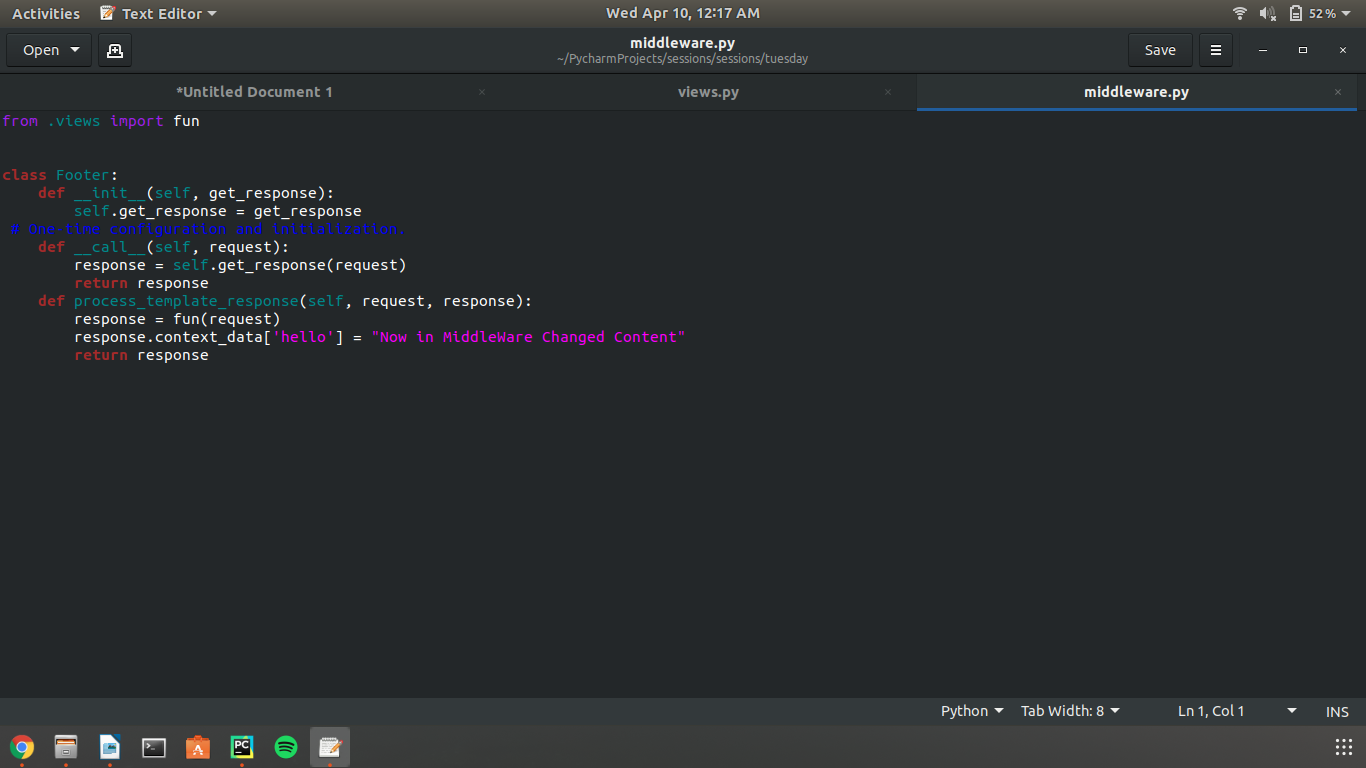 Activities Text Editor Wed Apr 10, 12:17 AM 52%
Open middleware.py Save
~/PycharmProjects/sessions/sessions/tuesday
*Untitled Document 1 × views.py × middleware.py ×
from .views import fun
class Footer:
    def __init__(self, get_response):
        self.get_response = get_response
 # One-time configuration and initialization.
    def __call__(self, request):
        response = self.get_response(request)
        return response
    def process_template_response(self, request, response):
        response = fun(request)
        response.context_data['hello'] = "Now in MiddleWare Changed Content"
        return response
Python Tab Width: 8 Ln 1, Col 1 INS
PC